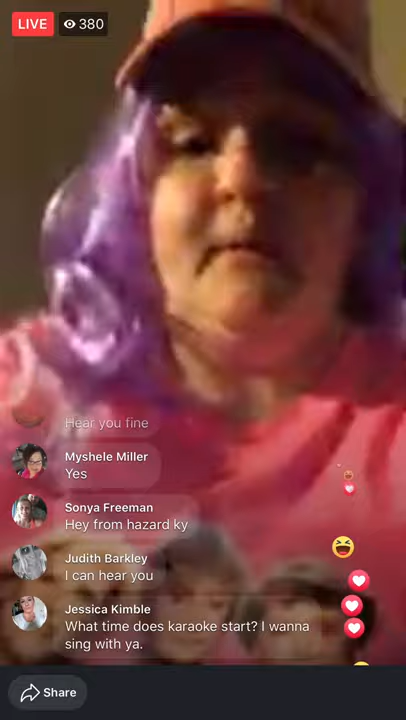 LIVE 380
Hear you fine
Myshele Miller
Yes
Sonya Freeman
Hey from hazard ky
Judith Barkley
I can hear you
Jessica Kimble
What time does karaoke start? I wanna
sing with ya.
Share